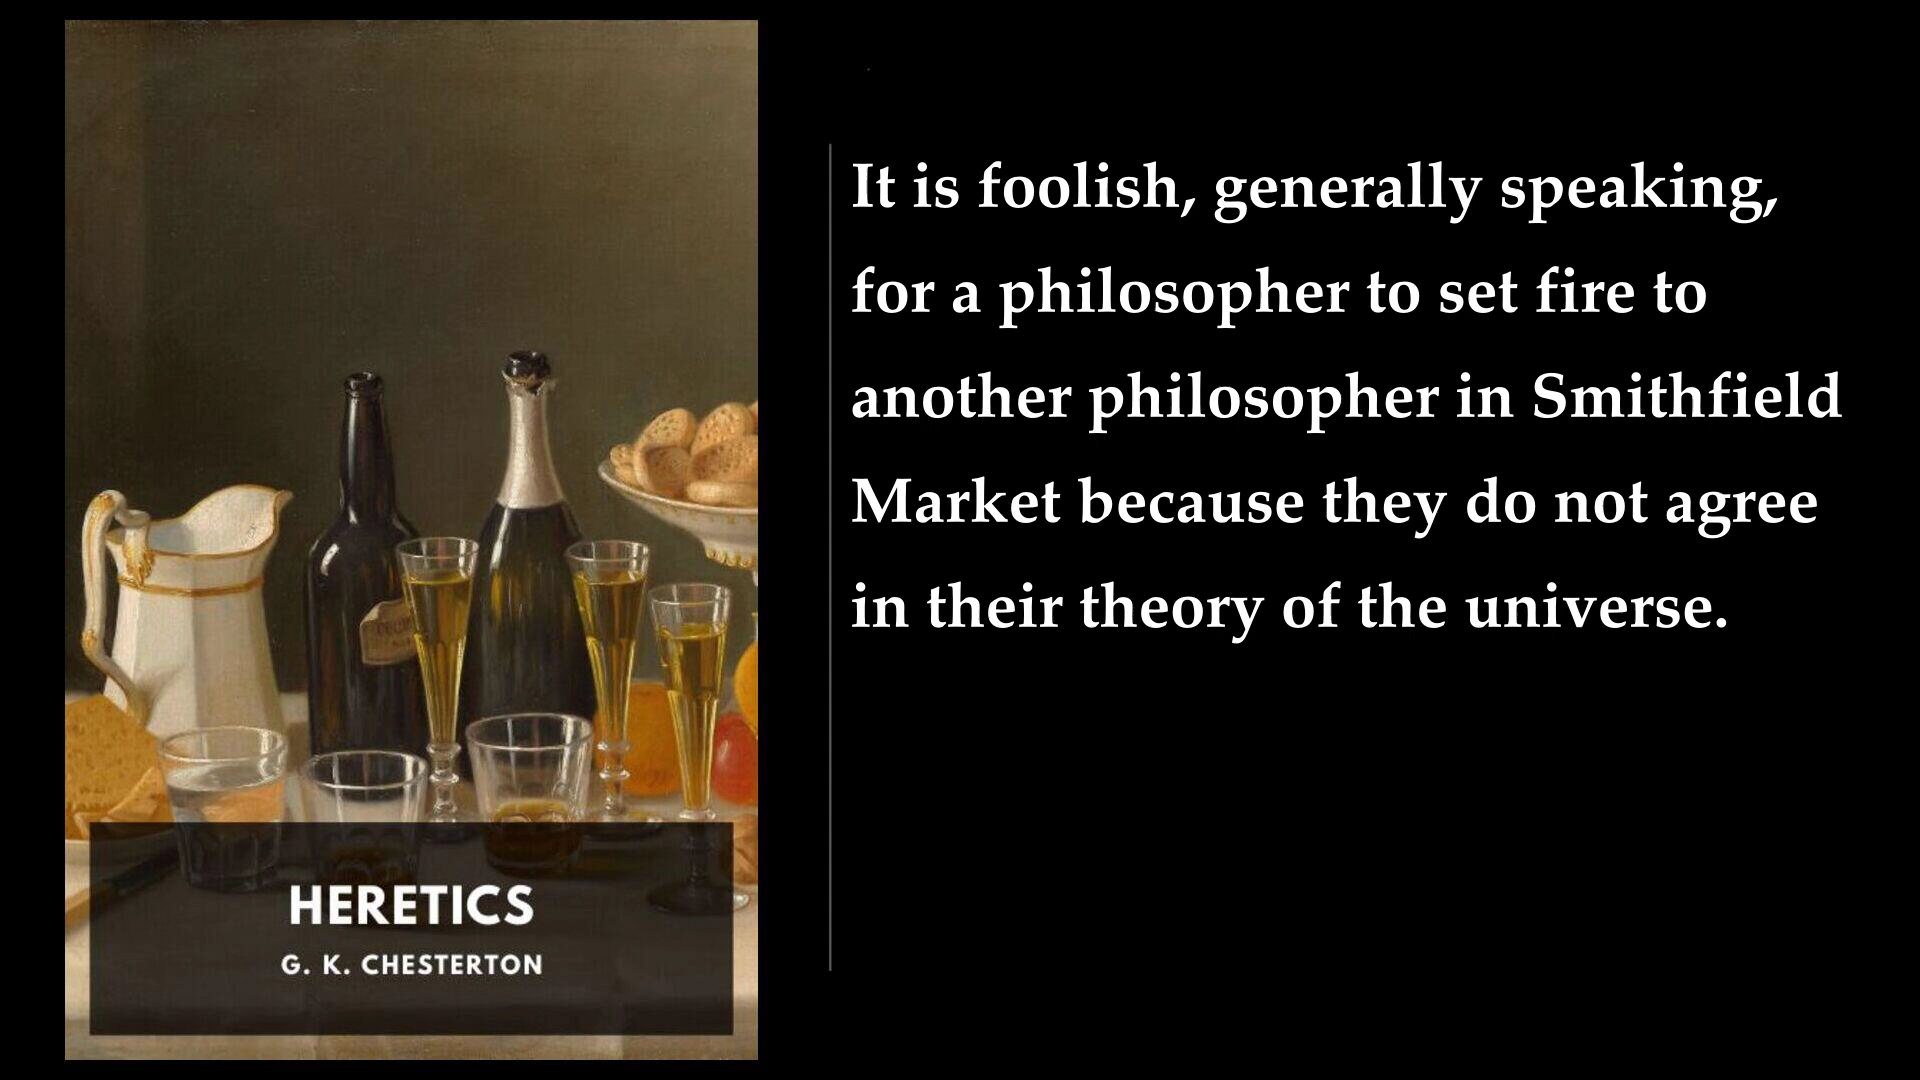 It is foolish, generally speaking,
for a philosopher to set fire to
another philosopher in Smithfield
Market because they do not agree
in their theory of the universe.
HERETICS
G. K. CHESTERTON